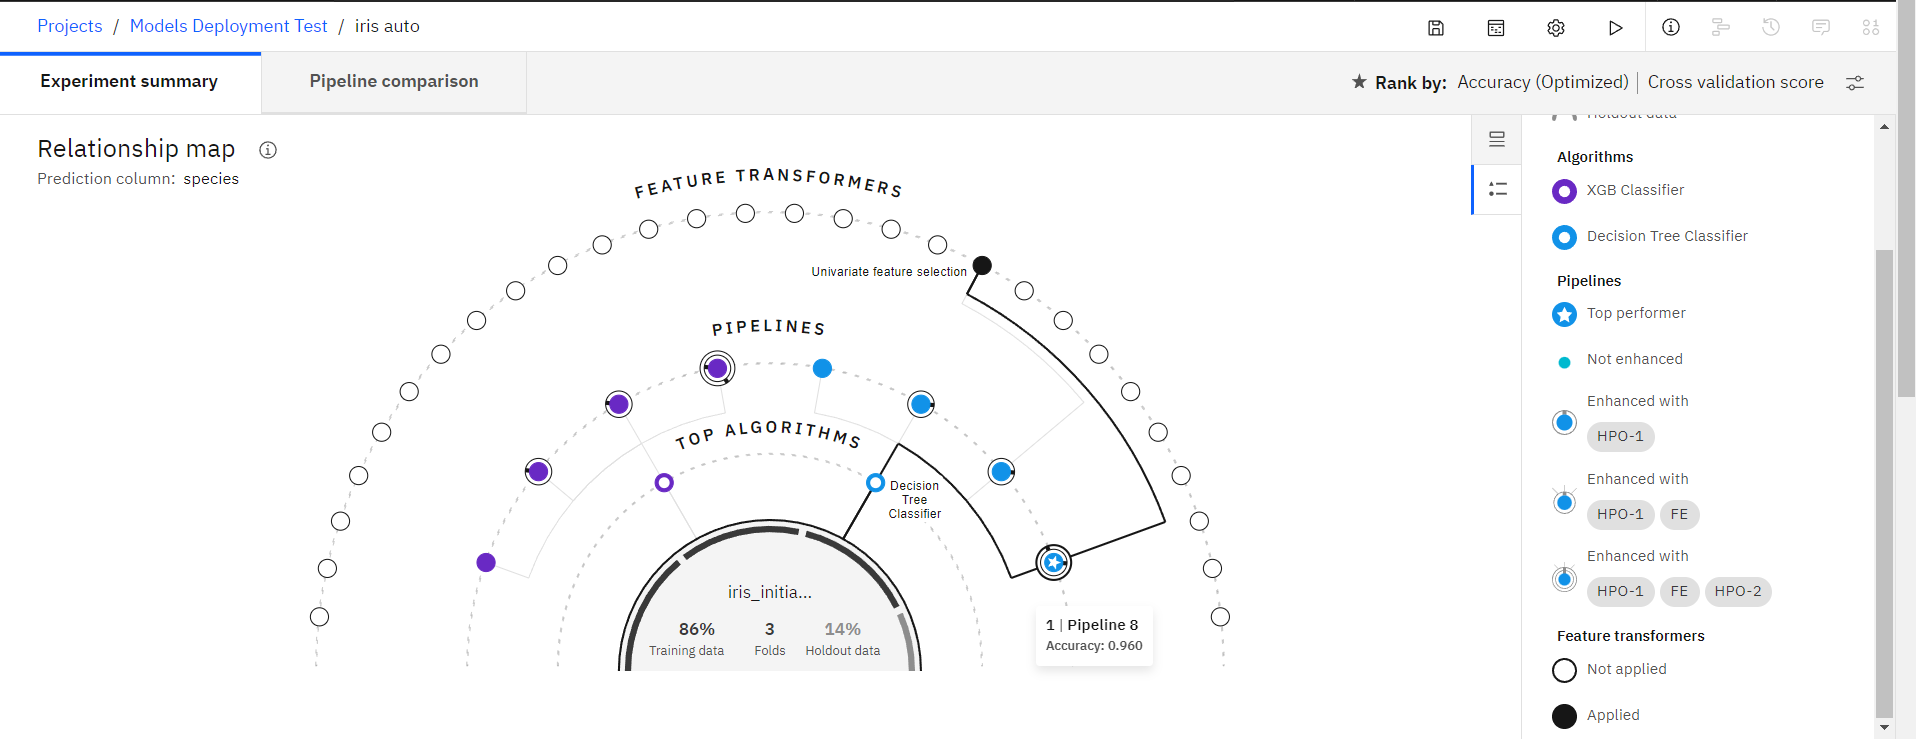 Projects / Models Deployment Test / iris auto
Experiment summary
Pipeline comparison
★ Rank by: Accuracy (Optimized) | Cross validation score
Relationship map
Prediction column: species
FEATURE TRANSFORMERS
Univariate feature selection
PIPELINES
TOP ALGORITHMS
Decision
Tree
Classifier
iris_initia...
86%
Training data
3
Folds
14%
Holdout data
1 | Pipeline 8
Accuracy: 0.960
Holdout data
Algorithms
XGB Classifier
Decision Tree Classifier
Pipelines
Top performer
Not enhanced
Enhanced with
HPO-1
Enhanced with
HPO-1 FE
Enhanced with
HPO-1 FE HPO-2
Feature transformers
Not applied
Applied